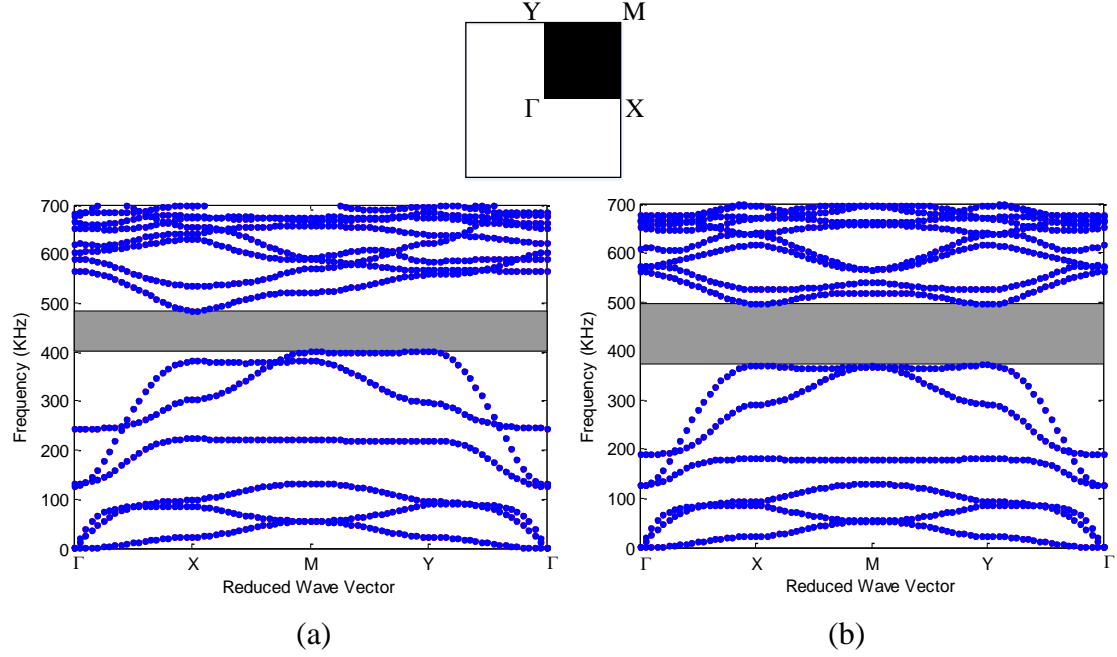 Y M
Γ X
700
600
500
400
300
200
100
0
Frequency (KHz)
Γ X M Y Γ
Reduced Wave Vector
(a)
700
600
500
400
300
200
100
0
Frequency (KHz)
Γ X M Y Γ
Reduced Wave Vector
(b)